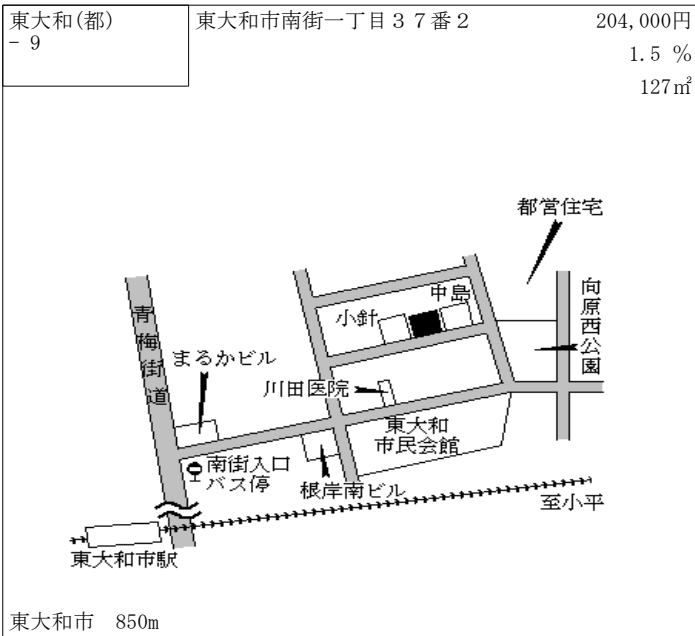 東大和(都)
- 9
東大和市南街一丁目３７番２
204,000円
1.5 %
127㎡
都営住宅
中島
小針
向原西公園
青梅街道
まるかビル
川田医院
東大和
市民会館
南街入口
バス停
根岸南ビル
至小平
東大和市駅
東大和市 850m